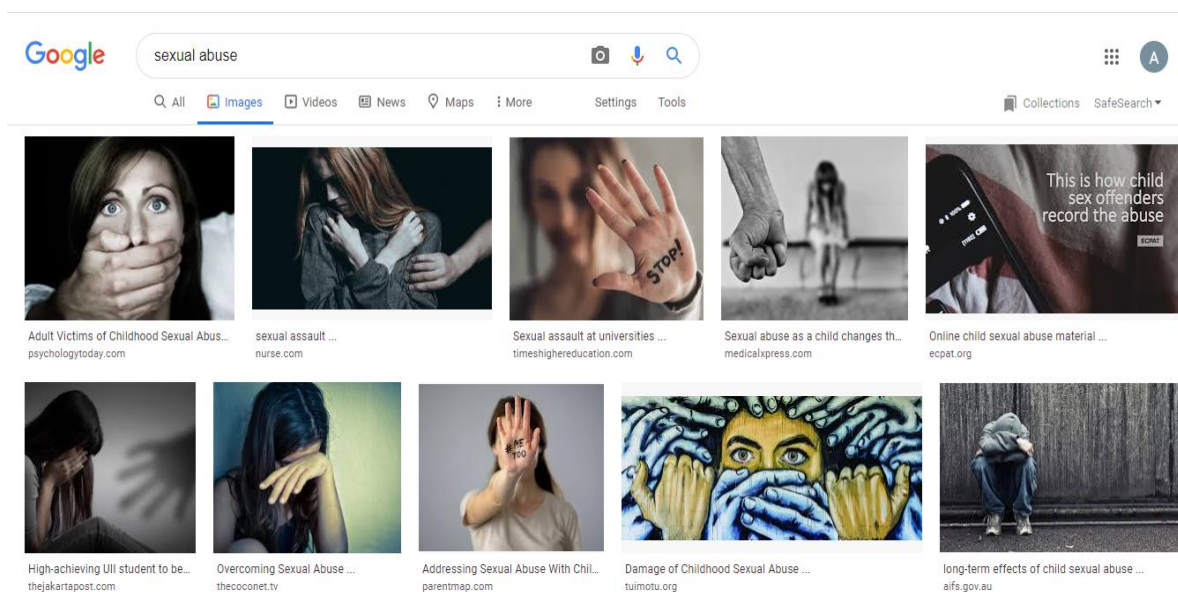 Google
sexual abuse
A
All Images Videos News Maps More Settings Tools
Collections SafeSearch
STOP!
This is how child
sex offenders
record the abuse
ECPAT
Adult Victims of Childhood Sexual Abus...
psychologytoday.com
sexual assault ...
nurse.com
Sexual assault at universities ...
timeshighereducation.com
Sexual abuse as a child changes th...
medicalxpress.com
Online child sexual abuse material ...
ecpat.org
# ME
TOO
High-achieving UII student to be...
thejakartapost.com
Overcoming Sexual Abuse ...
thecoconet.tv
Addressing Sexual Abuse With Chil...
parentmap.com
Damage of Childhood Sexual Abuse ...
tuimotu.org
long-term effects of child sexual abuse ...
aifs.gov.au